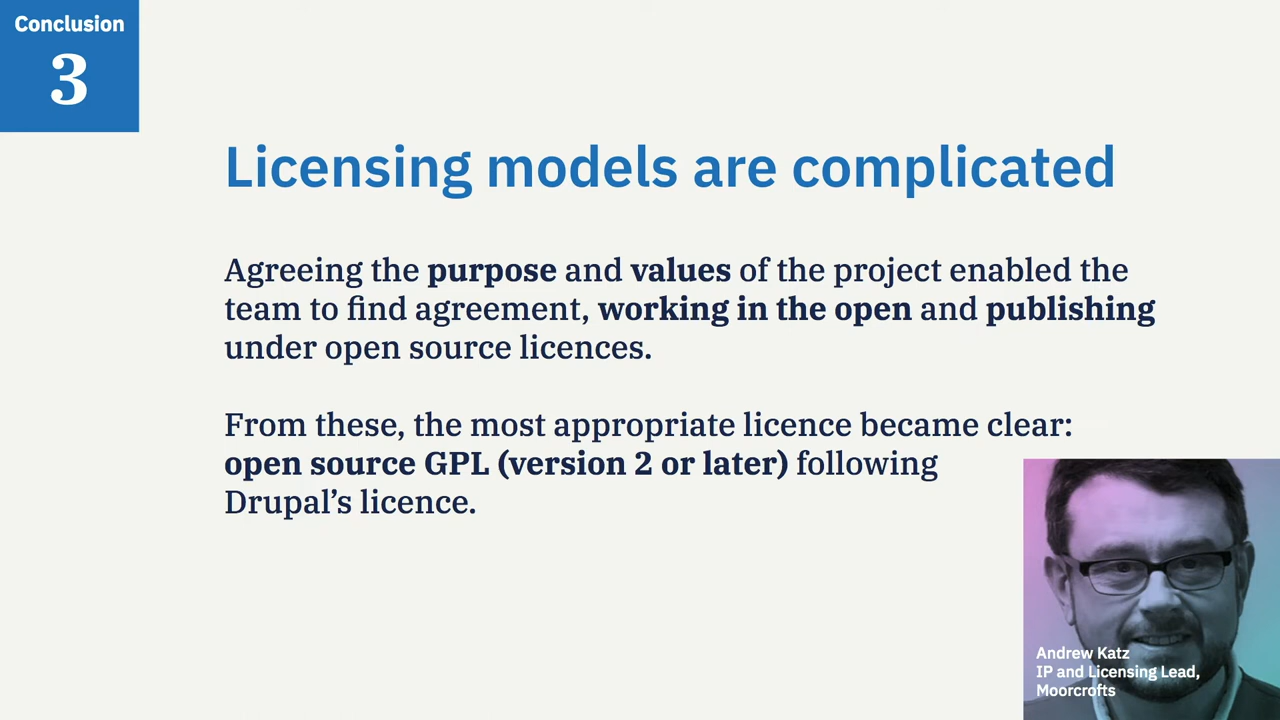 Conclusion
3
Licensing models are complicated
Agreeing the purpose and values of the project enabled the
team to find agreement, working in the open and publishing
under open source licences.
From these, the most appropriate licence became clear:
open source GPL (version 2 or later) following
Drupal’s licence.
Andrew Katz
IP and Licensing Lead,
Moorcrofts